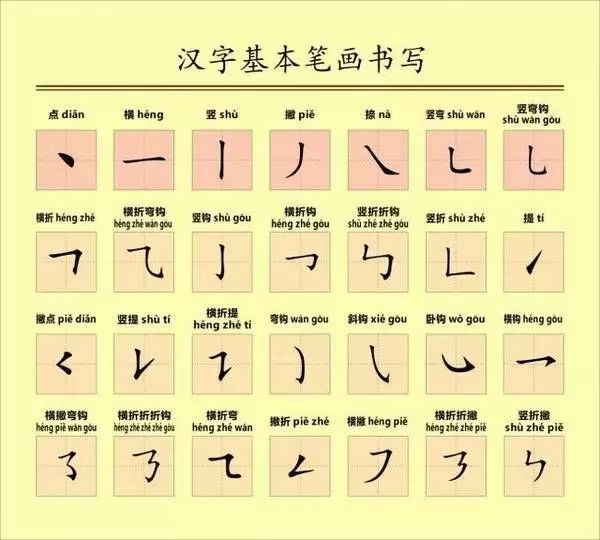 汉字基本笔画书写
点 diǎn 横 héng 竖 shù 撇 piě 捺 nà 竖弯 shù wān 竖弯钩 shù wān gōu
横折 héng zhé 横折弯钩 héng zhé wān gōu 竖钩 shù gōu 横折钩 héng zhé gōu 竖折折钩 shù zhé zhé gōu 竖折 shù zhé 提 tí
撇点 piě diǎn 竖提 shù tí 横折提 héng zhé tí 弯钩 wān gōu 斜钩 xié gōu 卧钩 wò gōu 横钩 héng gōu
横撇弯钩 héng piě wān gōu 横折折折钩 héng zhé zhé zhé gōu 横折弯 héng zhé wān 撇折 piě zhé 横撇 héng piě 横折折撇 héng zhé zhé piě 竖折撇 shù zhé piě